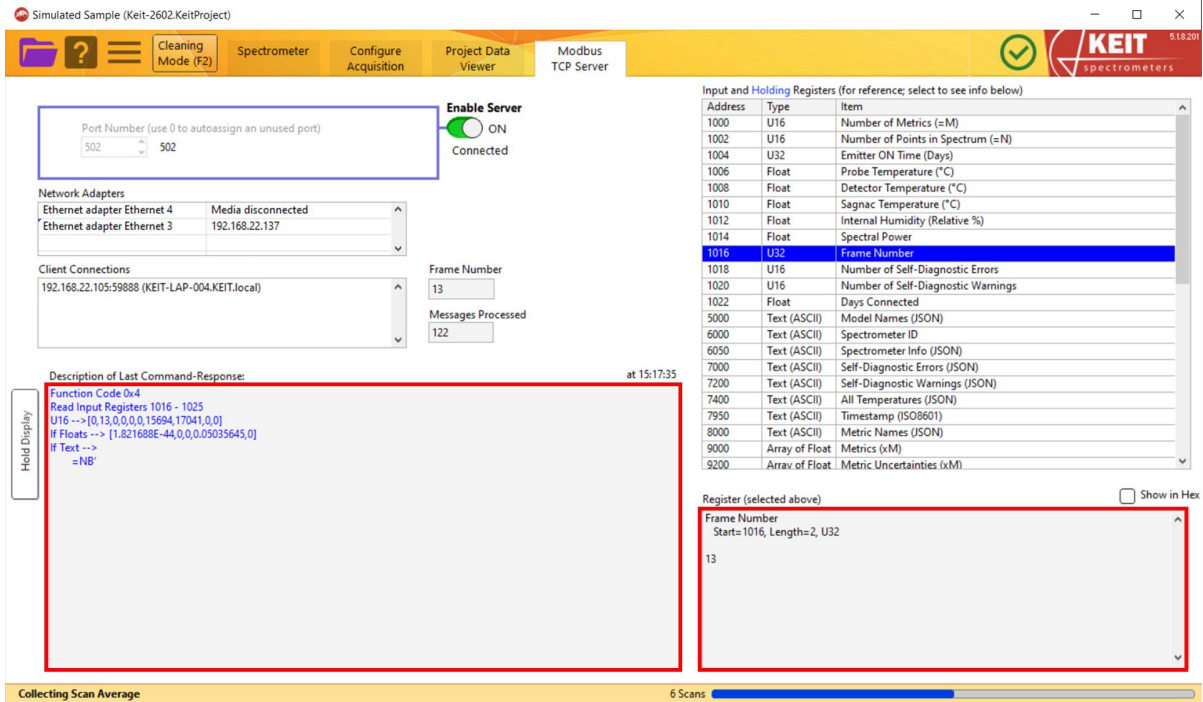 Simulated Sample (Keit-2602.KeitProject)
Cleaning
Mode (F2)
Spectrometer
Configure
Acquisition
Project Data
Viewer
Modbus
TCP Server
KEIT
spectrometers
5.1.8.201
Enable Server
ON
Connected
Port Number (use 0 to autoassign an unused port)
502 502
Network Adapters
Ethernet adapter Ethernet 4 Media disconnected
Ethernet adapter Ethernet 3 192.168.22.137
Client Connections
192.168.22.105:59888 (KEIT-LAP-004.KEIT.local)
Frame Number
13
Messages Processed
122
Description of Last Command-Response: at 15:17:35
Hold Display
Function Code 0x4
Read Input Registers 1016 - 1025
U16 -->[0,13,0,0,0,0,15694,17041,0,0]
If Floats --> [1.821688E-44,0,0,0.05035645,0]
If Text -->
=NB'
Input and Holding Registers (for reference; select to see info below)
Address Type Item
1000 U16 Number of Metrics (=M)
1002 U16 Number of Points in Spectrum (=N)
1004 U32 Emitter ON Time (Days)
1006 Float Probe Temperature (°C)
1008 Float Detector Temperature (°C)
1010 Float Sagnac Temperature (°C)
1012 Float Internal Humidity (Relative %)
1014 Float Spectral Power
1016 U32 Frame Number
1018 U16 Number of Self-Diagnostic Errors
1020 U16 Number of Self-Diagnostic Warnings
1022 Float Days Connected
5000 Text (ASCII) Model Names (JSON)
6000 Text (ASCII) Spectrometer ID
6050 Text (ASCII) Spectrometer Info (JSON)
7000 Text (ASCII) Self-Diagnostic Errors (JSON)
7200 Text (ASCII) Self-Diagnostic Warnings (JSON)
7400 Text (ASCII) All Temperatures (JSON)
7950 Text (ASCII) Timestamp (ISO8601)
8000 Text (ASCII) Metric Names (JSON)
9000 Array of Float Metrics (xM)
9200 Array of Float Metric Uncertainties (xM)
Register (selected above) Show in Hex
Frame Number
Start=1016, Length=2, U32
13
Collecting Scan Average 6 Scans